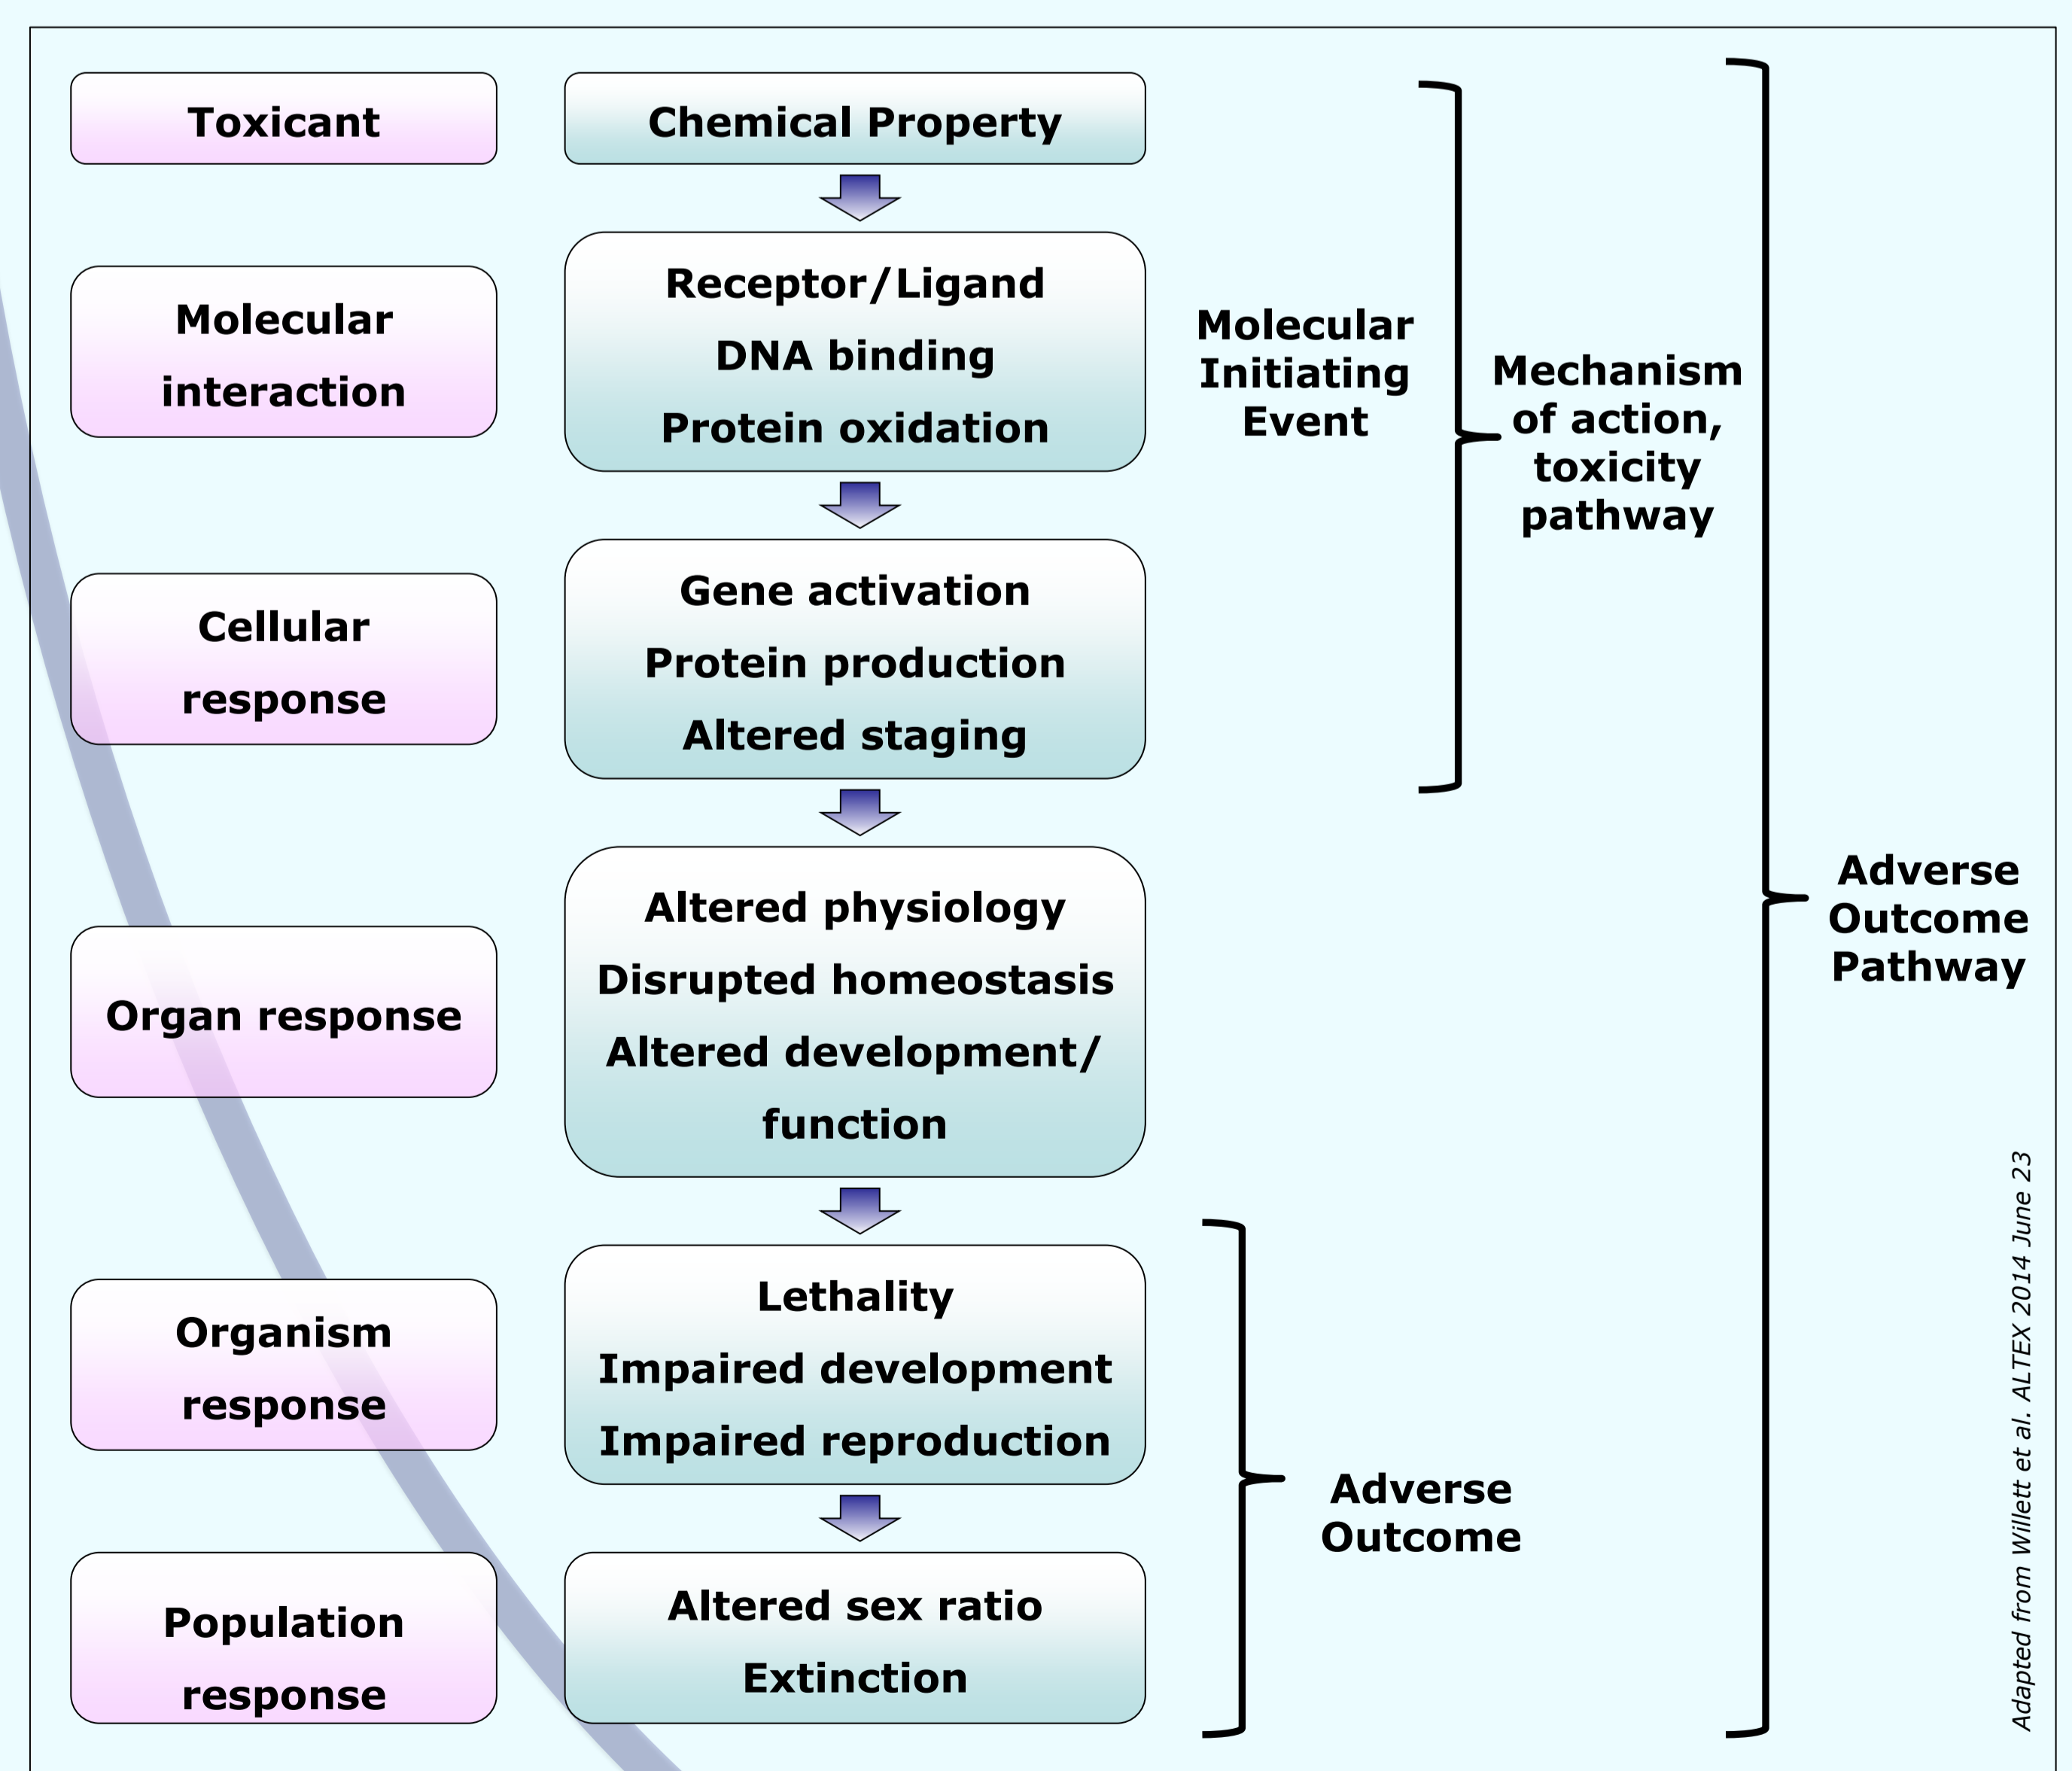 Toxicant
Chemical Property
Molecular
interaction
Receptor/Ligand
DNA binding
Protein oxidation
Molecular
Initiating
Event
Mechanism
of action,
toxicity
pathway
Cellular
response
Gene activation
Protein production
Altered staging
Organ response
Altered physiology
Disrupted homeostasis
Altered development/
function
Adverse
Outcome
Pathway
Organism
response
Lethality
Impaired development
Impaired reproduction
Adverse
Outcome
Population
response
Altered sex ratio
Extinction
Adapted from Willett et al. ALTEX 2014 June 23